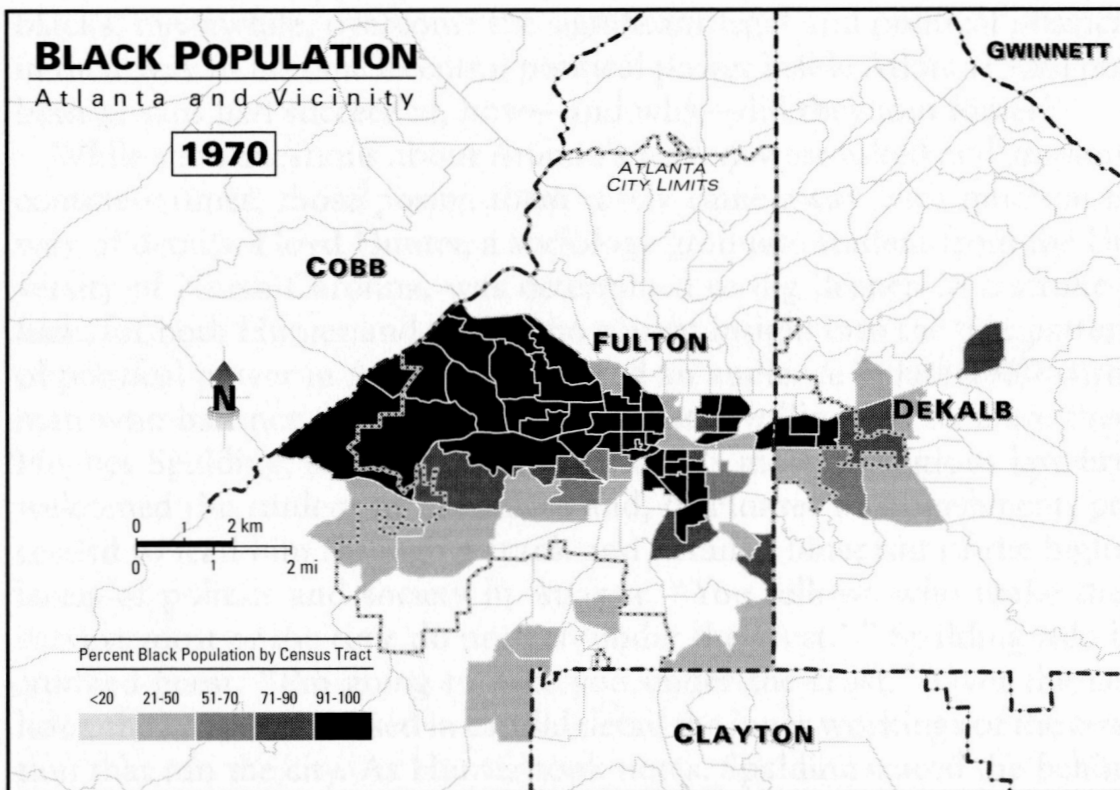 BLACK POPULATION
Atlanta and Vicinity
1970
GWINNETT
ATLANTA
CITY LIMITS
COBB
FULTON
N
DEKALB
0 1 2 km
0 1 2 mi
Percent Black Population by Census Tract
<20 21-50 51-70 71-90 91-100
CLAYTON